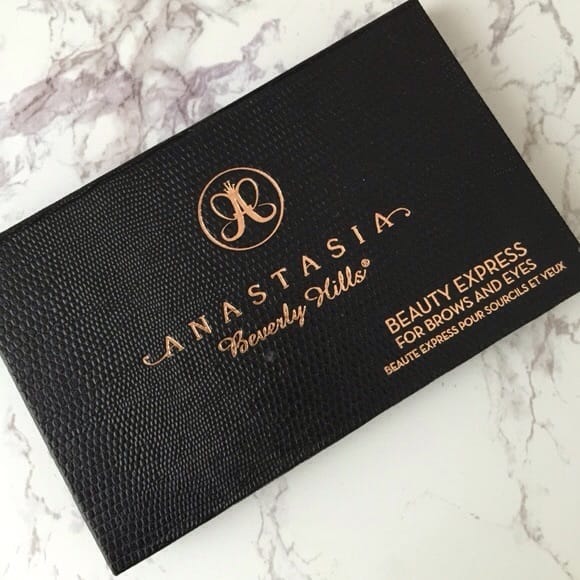 A
ANASTASIA
Beverly Hills®
BEAUTY EXPRESS
FOR BROWS AND EYES
BEAUTE EXPRESS POUR SOURCILS ET YEUX